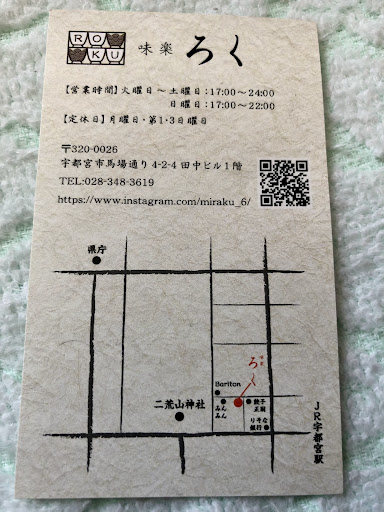 RO
KU
味楽 ろく
【営業時間】火曜日～土曜日：17:00～24:00
日曜日：17:00～22:00
【定休日】月曜日・第1・3日曜日
〒320-0026
宇都宮市馬場通り4-2-4 田中ビル1階
TEL:028-348-3619
https://www.instagram.com/miraku_6/
県庁
味楽
ろく
Bariton
みん
みん
餃子
正嗣
二荒山神社
りそな
銀行
JR宇都宮駅